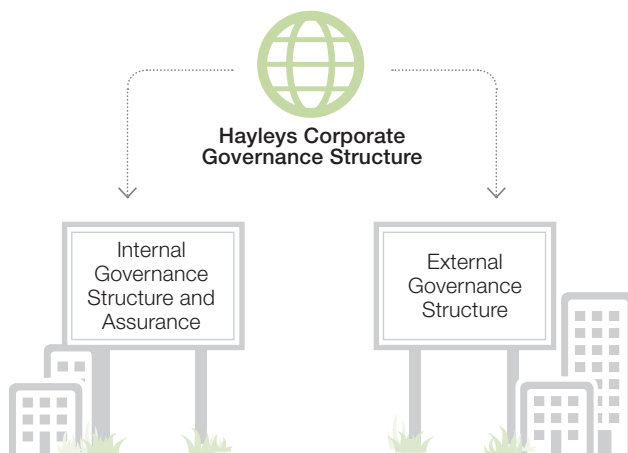 Hayleys Corporate
Governance Structure
Internal
Governance
Structure and
Assurance
External
Governance
Structure